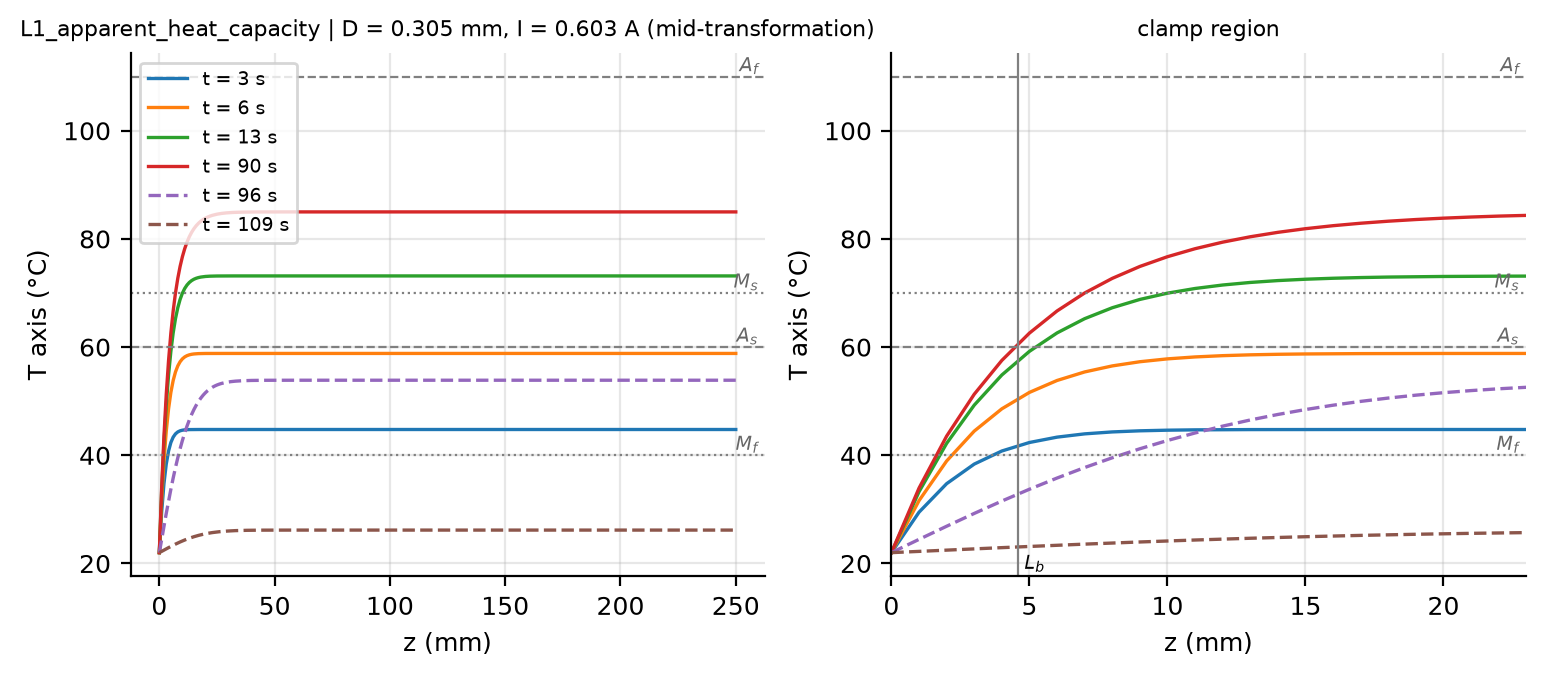 L1_apparent_heat_capacity | D = 0.305 mm, I = 0.603 A (mid-transformation)
t = 3 s
t = 6 s
t = 13 s
t = 90 s
t = 96 s
t = 109 s
A_f
M_s
A_s
M_f
100
80
60
40
20
T axis (°C)
0
50
100
150
200
250
z (mm)
clamp region
A_f
M_s
A_s
M_f
L_b
100
80
60
40
20
T axis (°C)
0
5
10
15
20
z (mm)